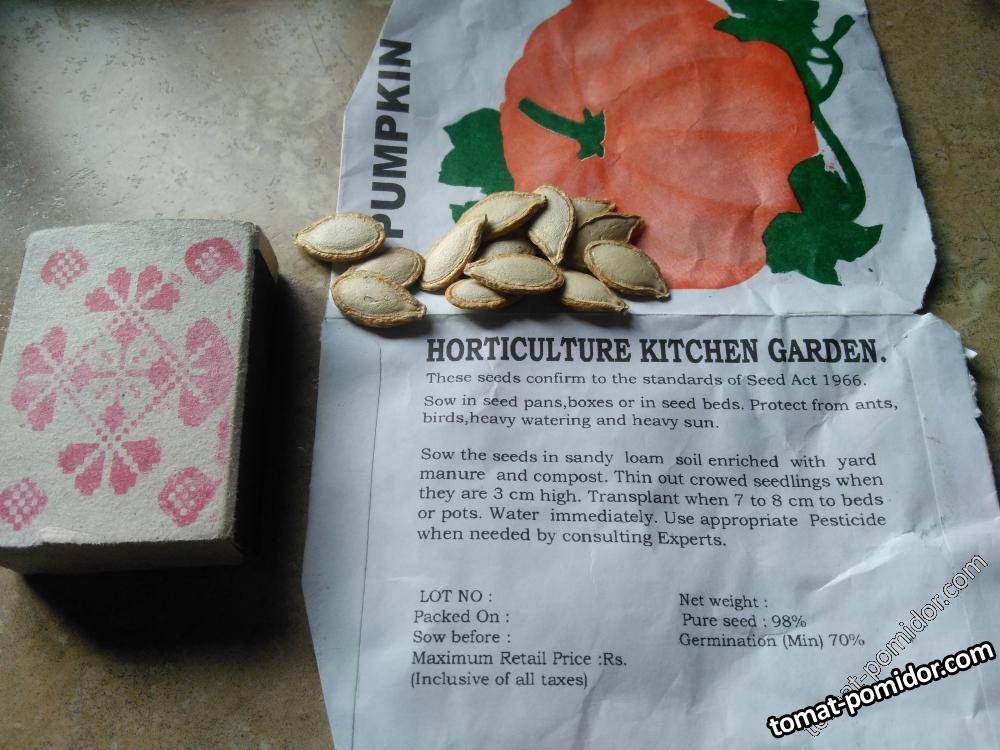 PUMPKIN
HORTICULTURE KITCHEN GARDEN.
These seeds confirm to the standards of Seed Act 1966.
Sow in seed pans,boxes or in seed beds. Protect from ants,
birds,heavy watering and heavy sun.
Sow the seeds in sandy loam soil enriched with yard
manure and compost. Thin out crowed seedlings when
they are 3 cm high. Transplant when 7 to 8 cm to beds
or pots. Water immediately. Use appropriate Pesticide
when needed by consulting Experts.
LOT NO :
Packed On :
Sow before :
Maximum Retail Price :Rs.
(Inclusive of all taxes)
Net weight :
Pure seed : 98%
Germination (Min) 70%
tomat-pomidor.com
tomat-pomidor.com